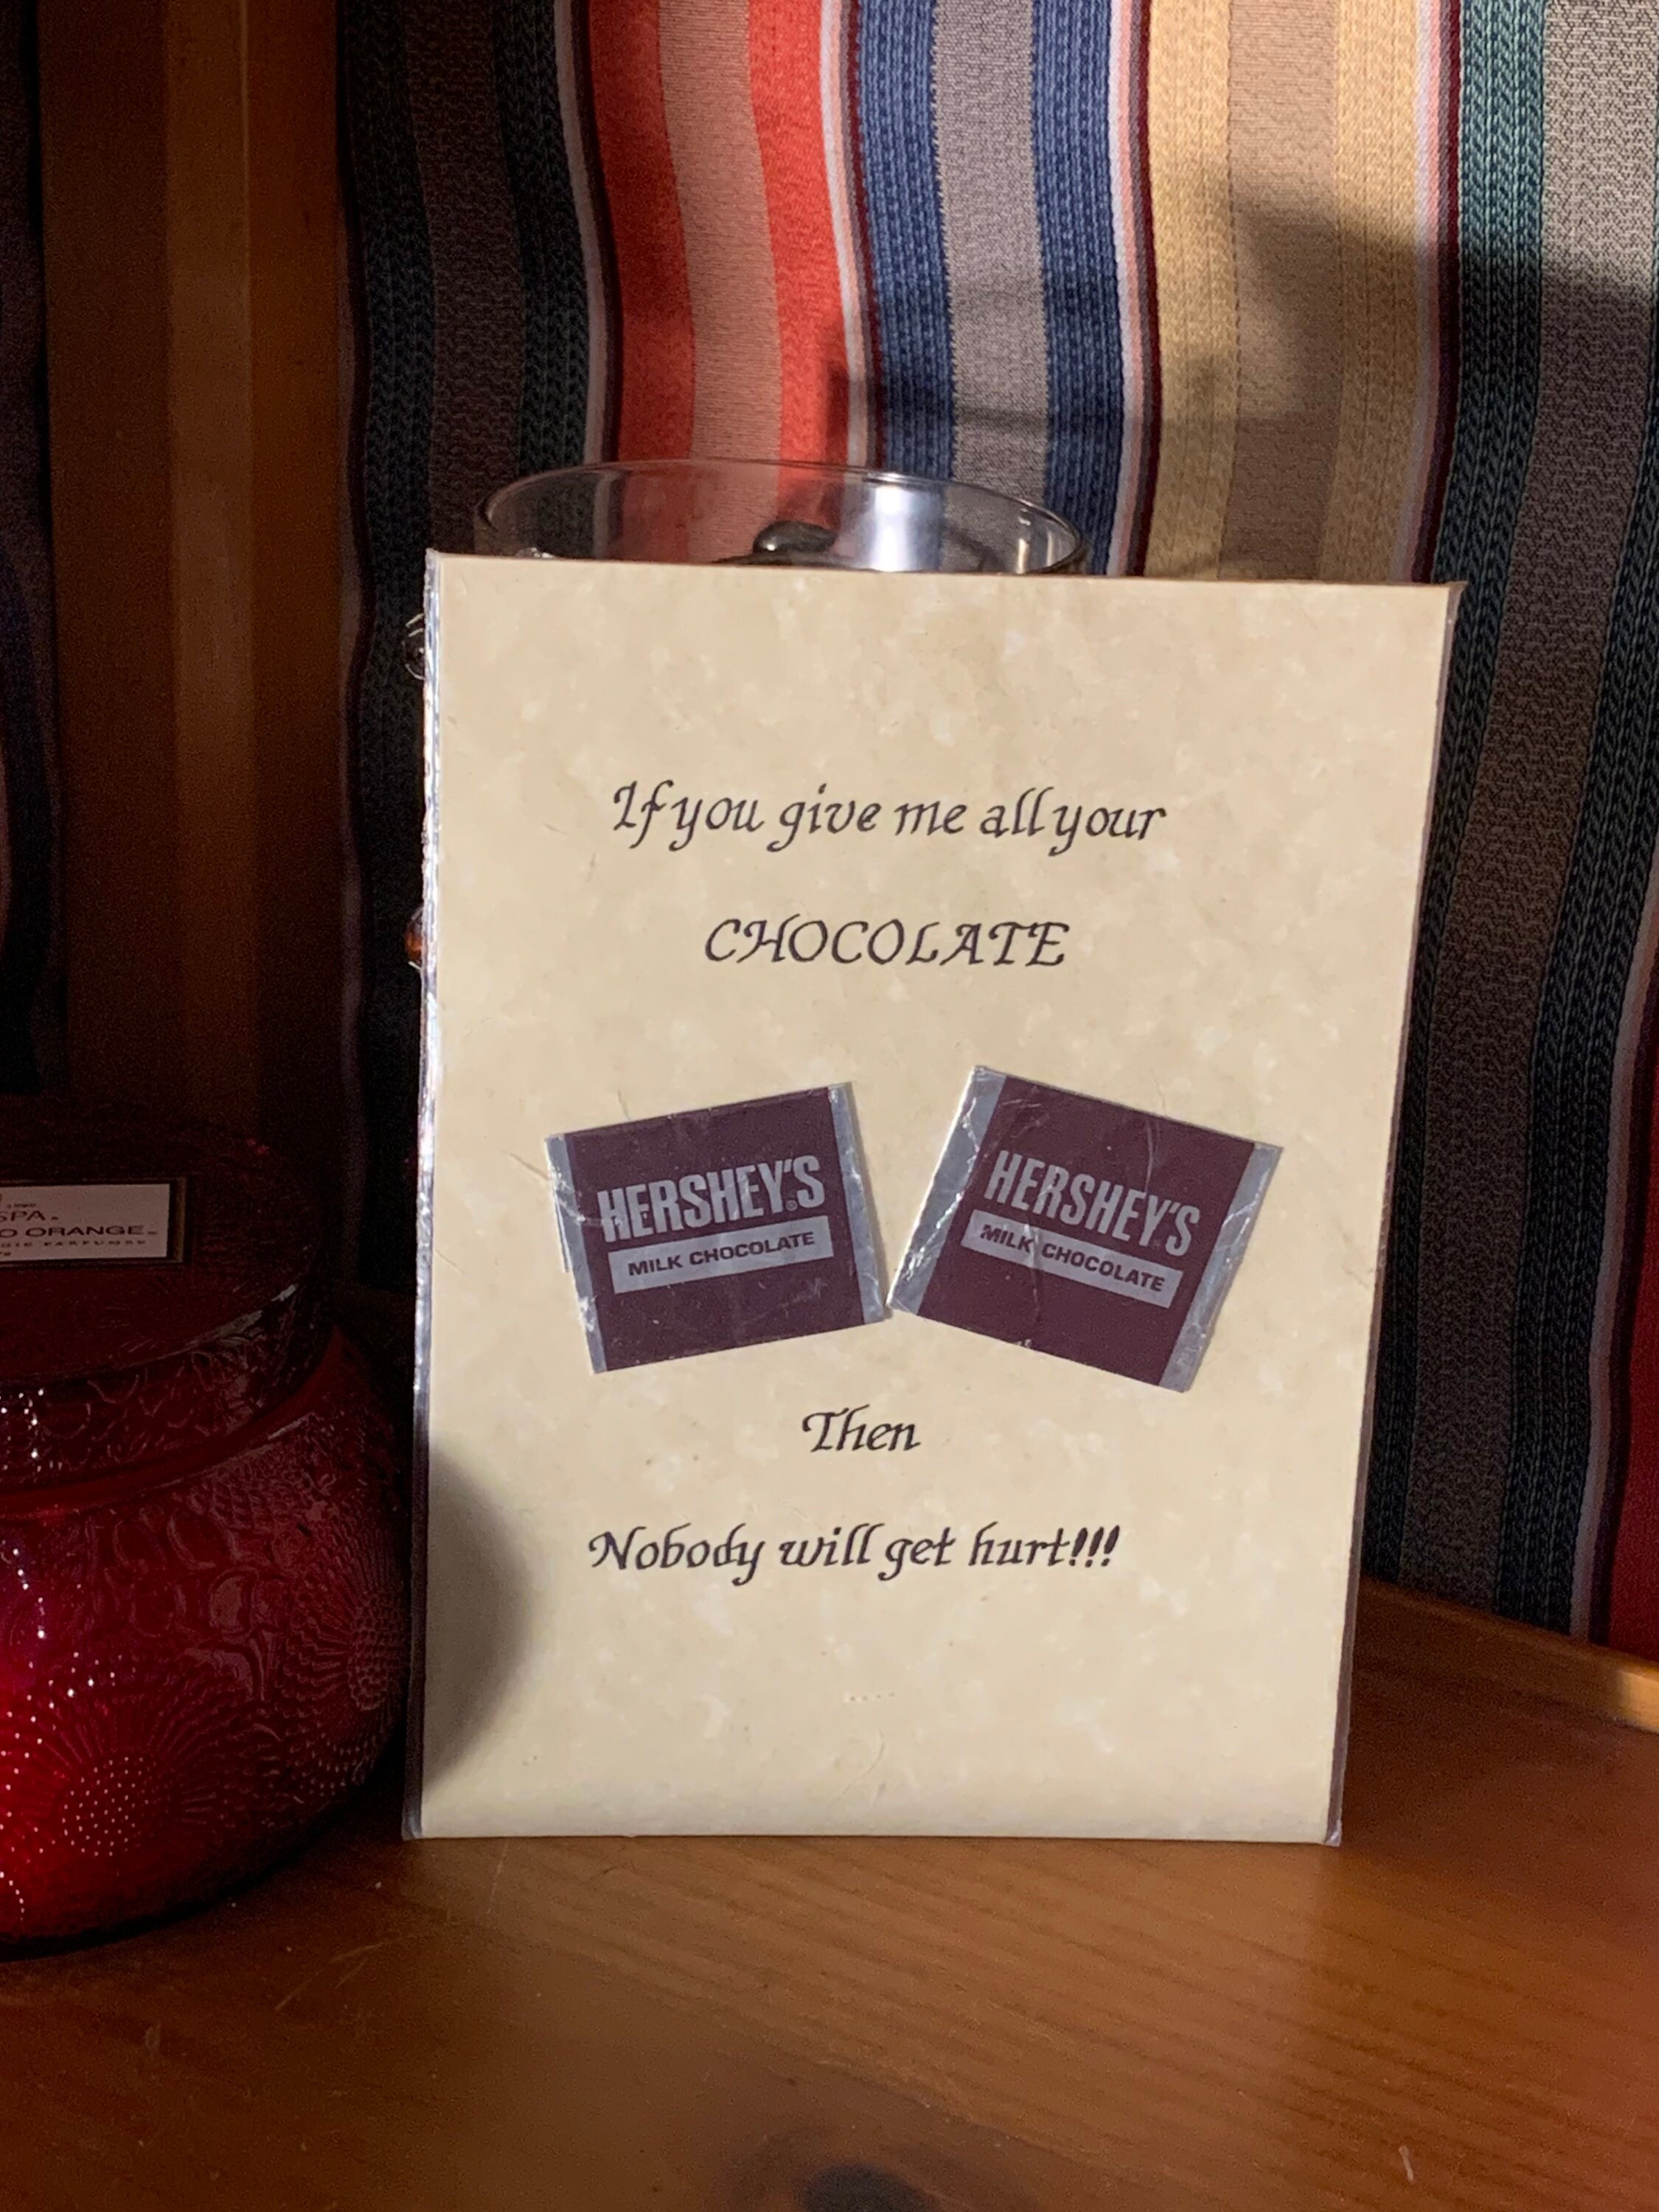 If you give me all your
CHOCOLATE
HERSHEY'S
MILK CHOCOLATE
HERSHEY'S
MILK CHOCOLATE
Then
Nobody will get hurt!!!
SPA
ORANGE